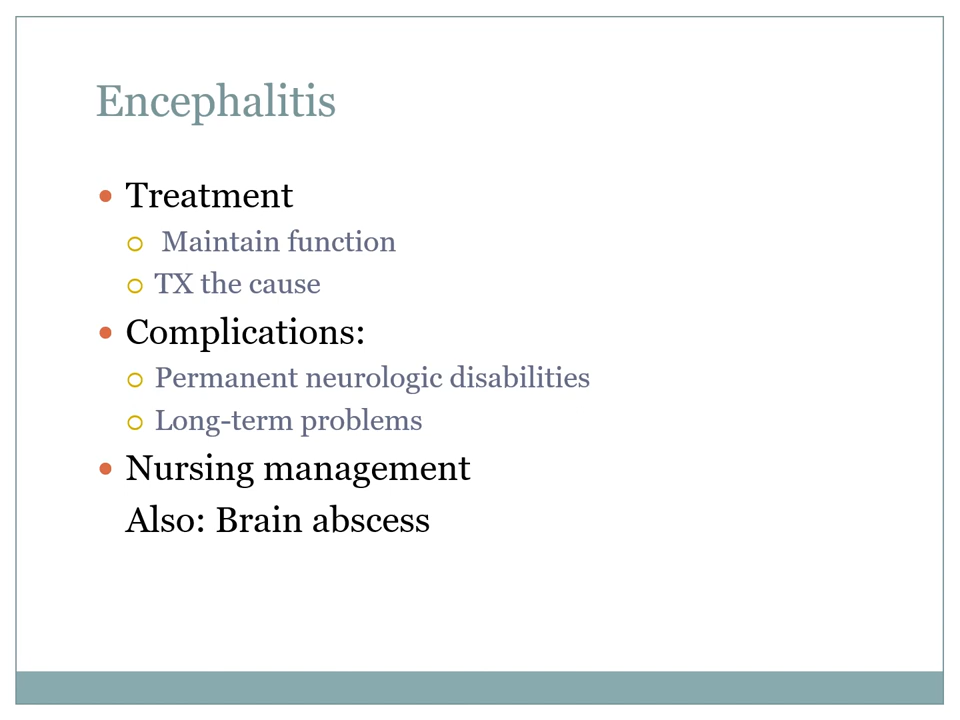 Encephalitis
Treatment
Maintain function
TX the cause
Complications:
Permanent neurologic disabilities
Long-term problems
Nursing management
Also: Brain abscess